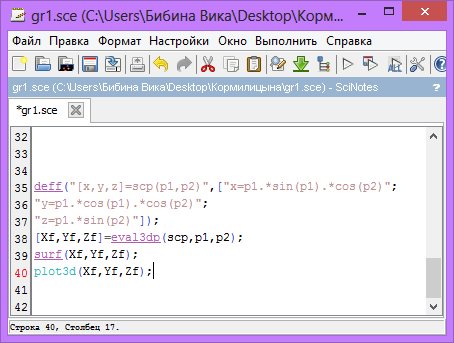 gr1.sce (C:\Users\Бибина Вика\Desktop\Корм...
Файл Правка Формат Настройки Окно Выполнить Справка
gr1.sce (C:\Users\Бибина Вика\Desktop\Кормилицына\gr1.sce) - SciNotes ?
*gr1.sce
32
33
34
35 deff("[x,y,z]=scp(p1,p2)",["x=p1.*sin(p1).*cos(p2)";
36 "y=p1.*cos(p1).*cos(p2)";
37 "z=p1.*sin(p2)"]);
38 [Xf,Yf,Zf]=eval3dp(scp,p1,p2);
39 surf(Xf,Yf,Zf);
40 plot3d(Xf,Yf,Zf);
41
42
Строка 40, Столбец 17.